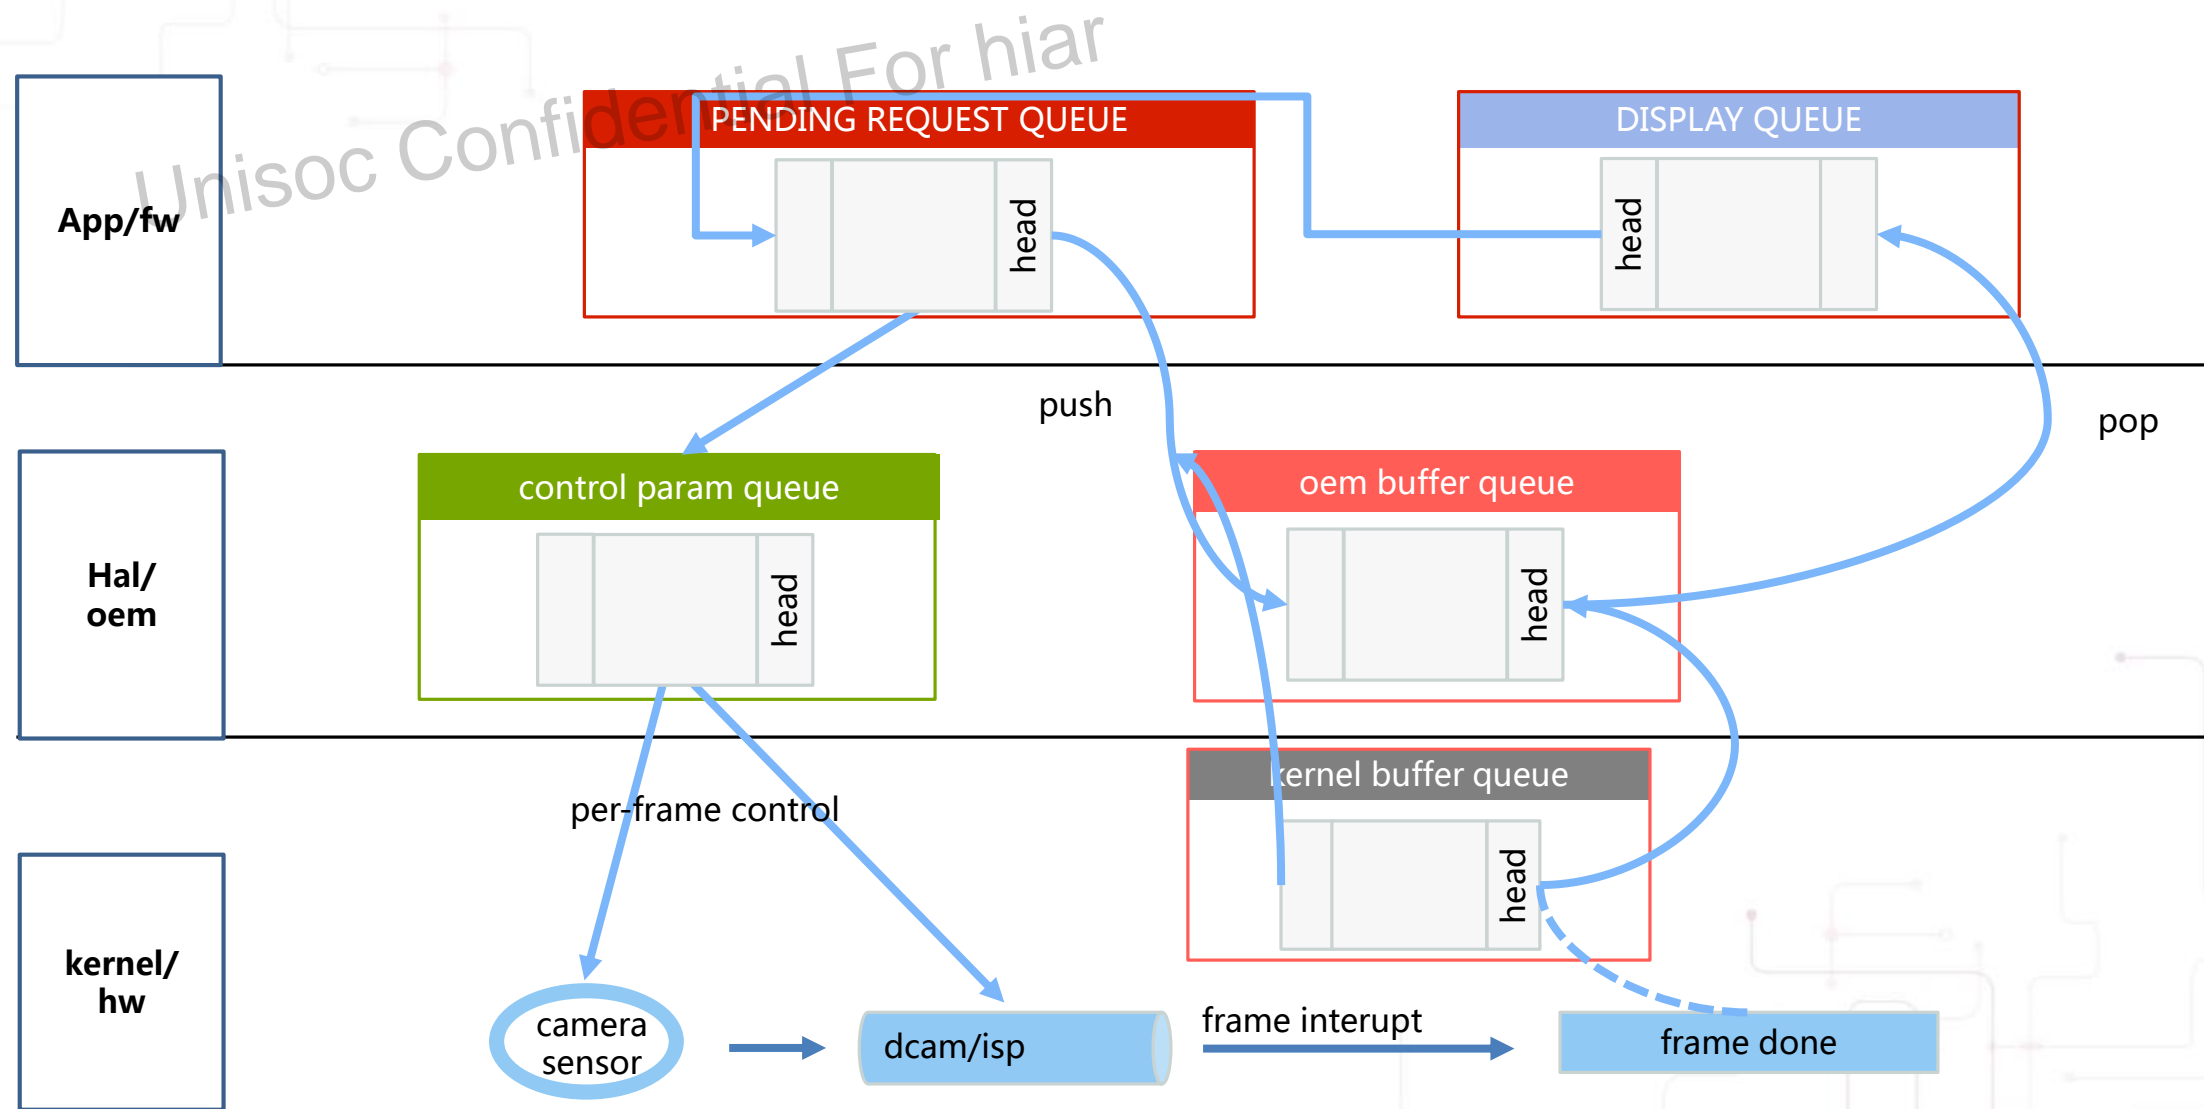 Unisoc Confidential For hiar
PENDING REQUEST QUEUE
DISPLAY QUEUE
App/fw
head
head
push
pop
control param queue
oem buffer queue
Hal/
oem
head
head
kernel buffer queue
per-frame control
head
kernel/
hw
camera
sensor
dcam/isp
frame interupt
frame done